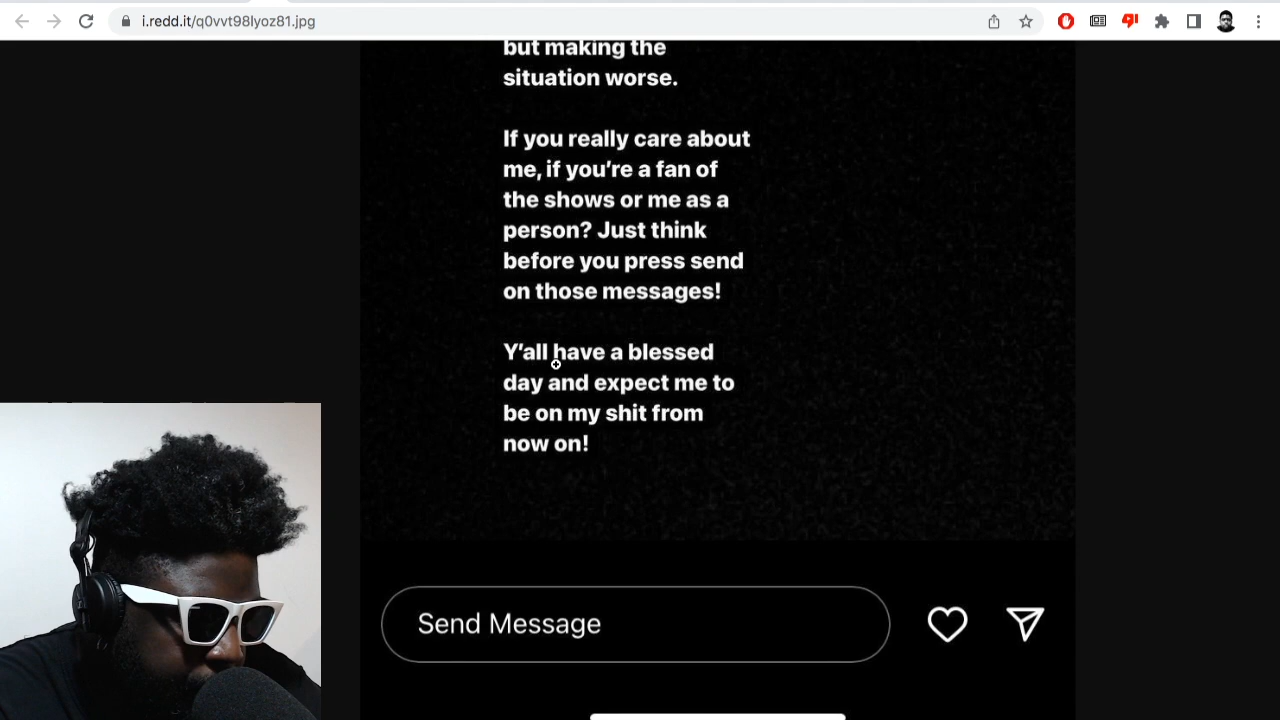 i.redd.it/q0vvt98lyoz81.jpg
but making the
situation worse.
If you really care about
me, if you're a fan of
the shows or me as a
person? Just think
before you press send
on those messages!
Y'all have a blessed
day and expect me to
be on my shit from
now on!
Send Message